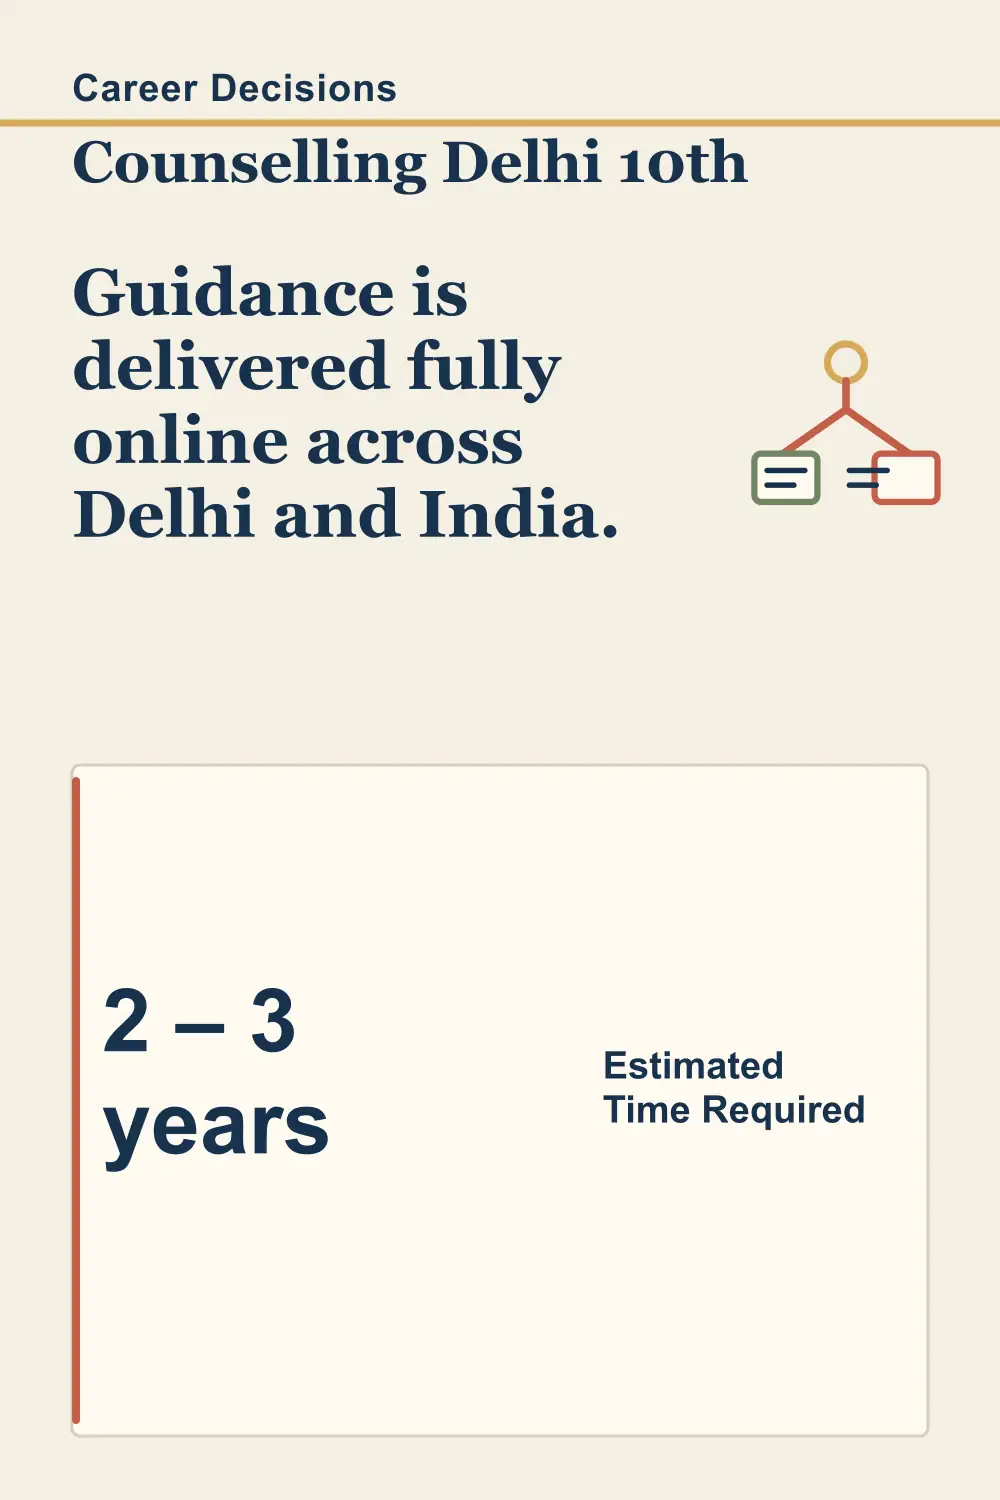 Career Decisions
Counselling Delhi 10th
Guidance is
delivered fully
online across
Delhi and India.
2 – 3
years
Estimated
Time Required